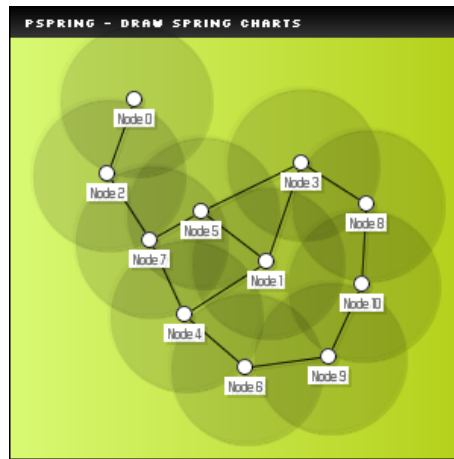 PSPRING - DRAW SPRING CHARTS
Node 0
Node 2
Node 3
Node 8
Node 5
Node 7
Node 1
Node 10
Node 4
Node 9
Node 6